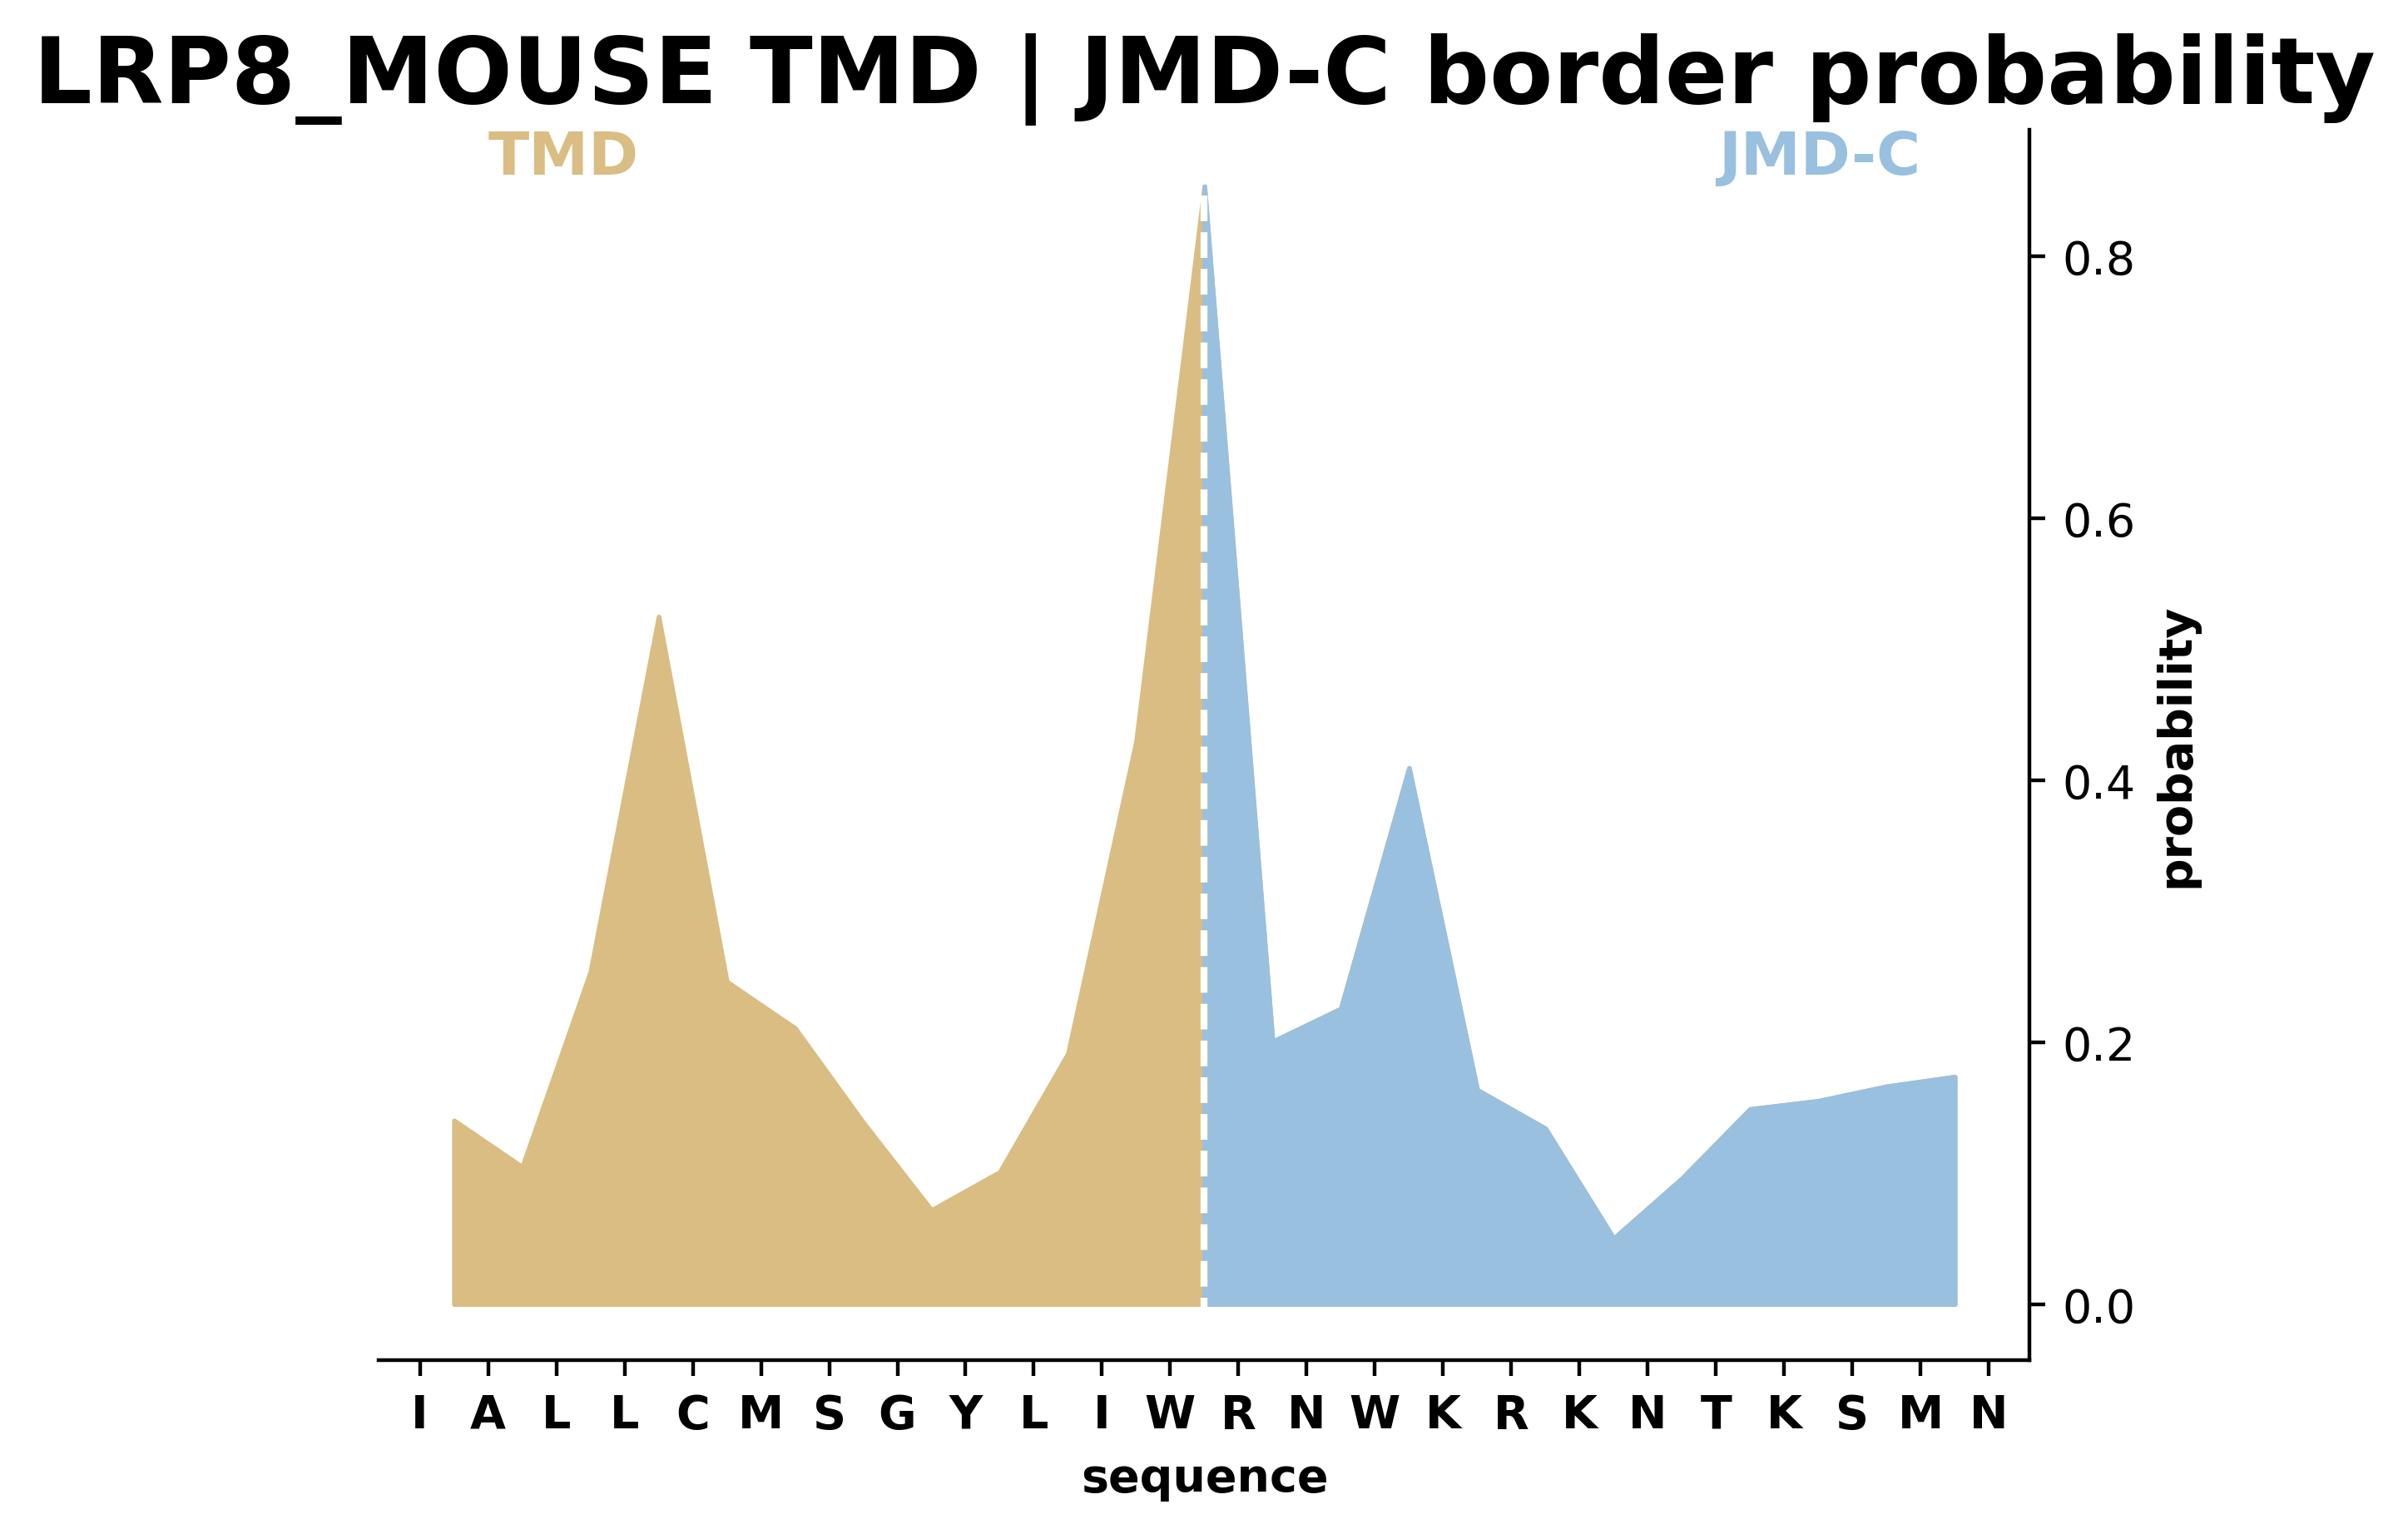 LRP8_MOUSE TMD | JMD-C border probability
TMD JMD-C
0.8
0.6
0.4
0.2
0.0
probability
I A L L C M S G Y L I W R N W K R K N T K S M N
sequence